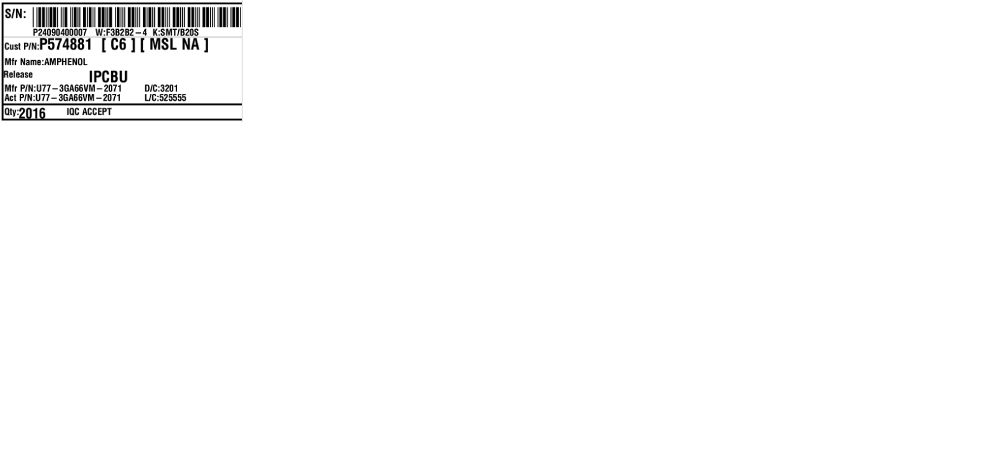 S/N:
P24090400007 W:F3B2B2-4 K:SMT/B20S
Cust P/N:P574881 [ C6 ] [ MSL NA ]
Mfr Name:AMPHENOL
Release IPCBU
Mfr P/N:U77-3GA66VM-2071 D/C:3201
Act P/N:U77-3GA66VM-2071 L/C:525555
Qty:2016 IQC ACCEPT